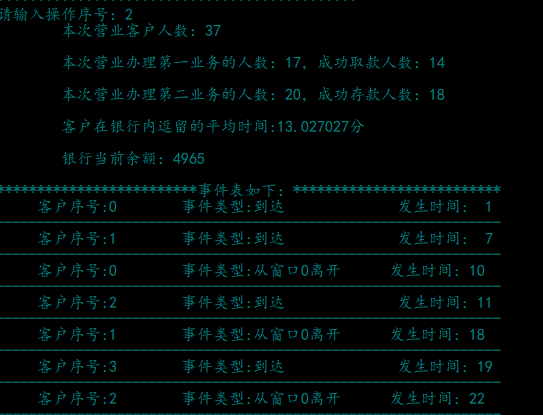 请输入操作序号: 2
本次营业客户人数: 37
本次营业办理第一业务的人数: 17, 成功取款人数: 14
本次营业办理第二业务的人数: 20, 成功存款人数: 18
客户在银行内逗留的平均时间:13.027027分
银行当前余额: 4965
*************************事件表如下: **************************
客户序号:0 事件类型:到达 发生时间: 1
客户序号:1 事件类型:到达 发生时间: 7
客户序号:0 事件类型:从窗口0离开 发生时间: 10
客户序号:2 事件类型:到达 发生时间: 11
客户序号:1 事件类型:从窗口0离开 发生时间: 18
客户序号:3 事件类型:到达 发生时间: 19
客户序号:2 事件类型:从窗口0离开 发生时间: 22